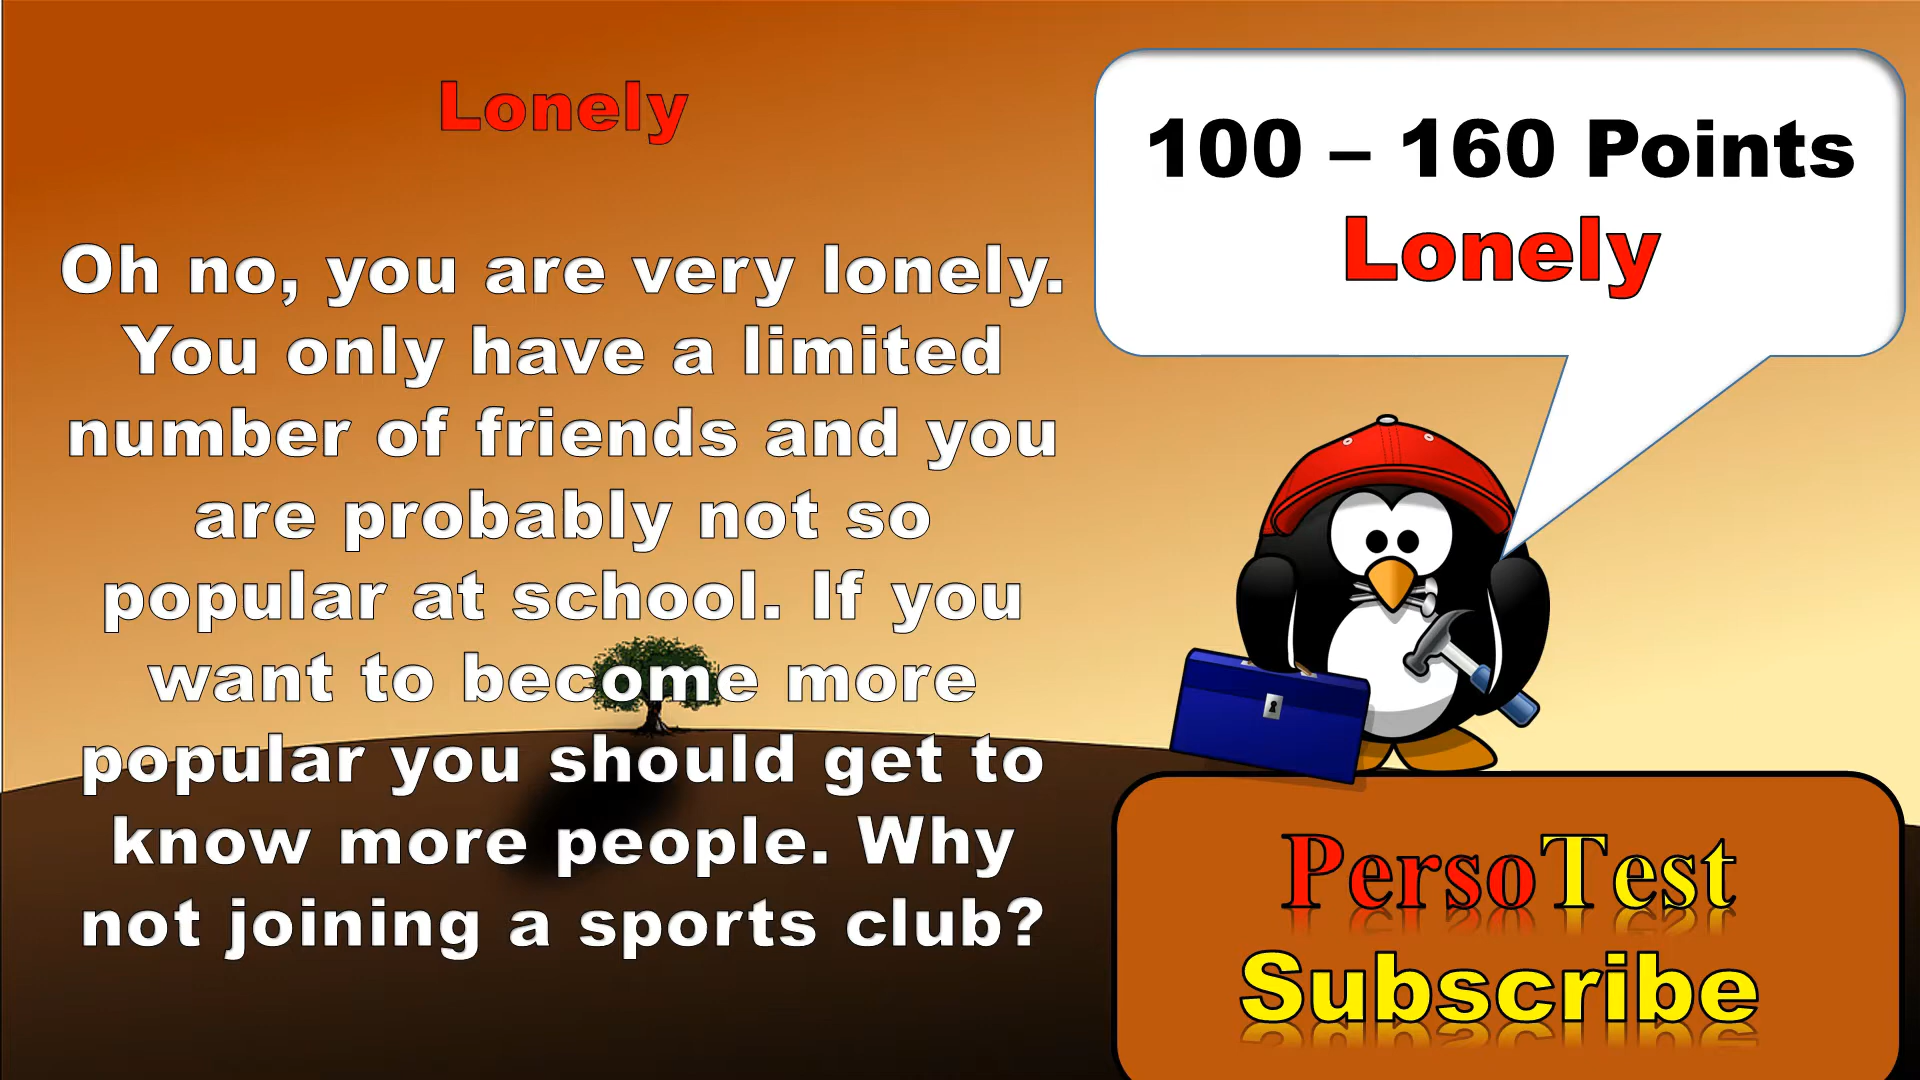 Lonely
Oh no, you are very lonely.
You only have a limited
number of friends and you
are probably not so
popular at school. If you
want to become more
popular you should get to
know more people. Why
not joining a sports club?
100 – 160 Points
Lonely
PersoTest
Subscribe